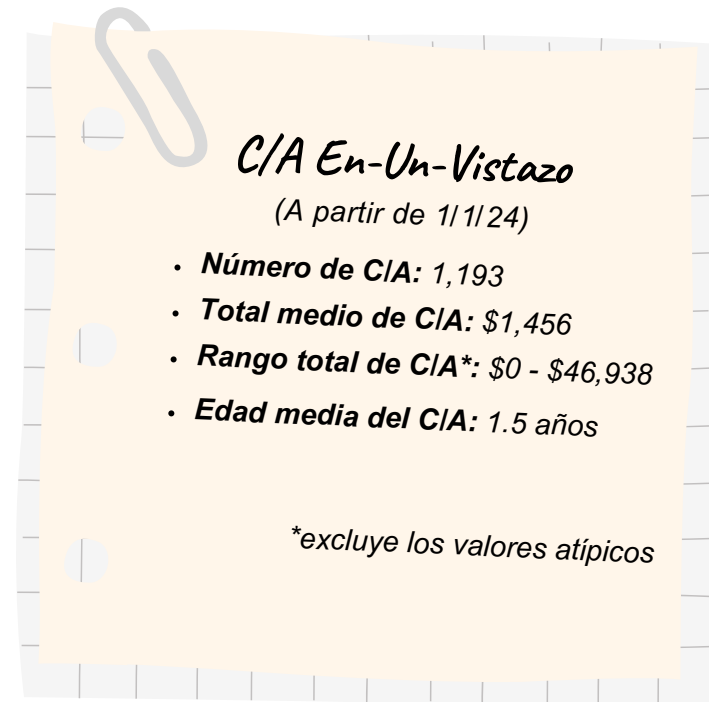 C/A En-Un-Vistazo
(A partir de 1/1/24)
• Número de C/A: 1,193
• Total medio de C/A: $1,456
• Rango total de C/A*: $0 - $46,938
• Edad media del C/A: 1.5 años
*excluye los valores atípicos